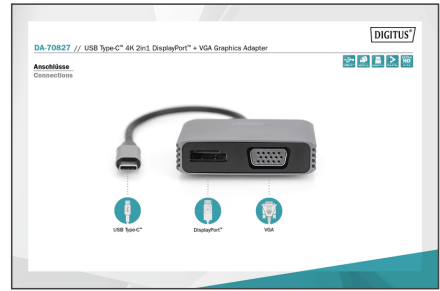 DIGITUS®
DA-70827 // USB Type-C™ 4K 2in1 DisplayPort™ + VGA Graphics Adapter
Anschlüsse
Connections
USB Type-C™
DisplayPort™
VGA